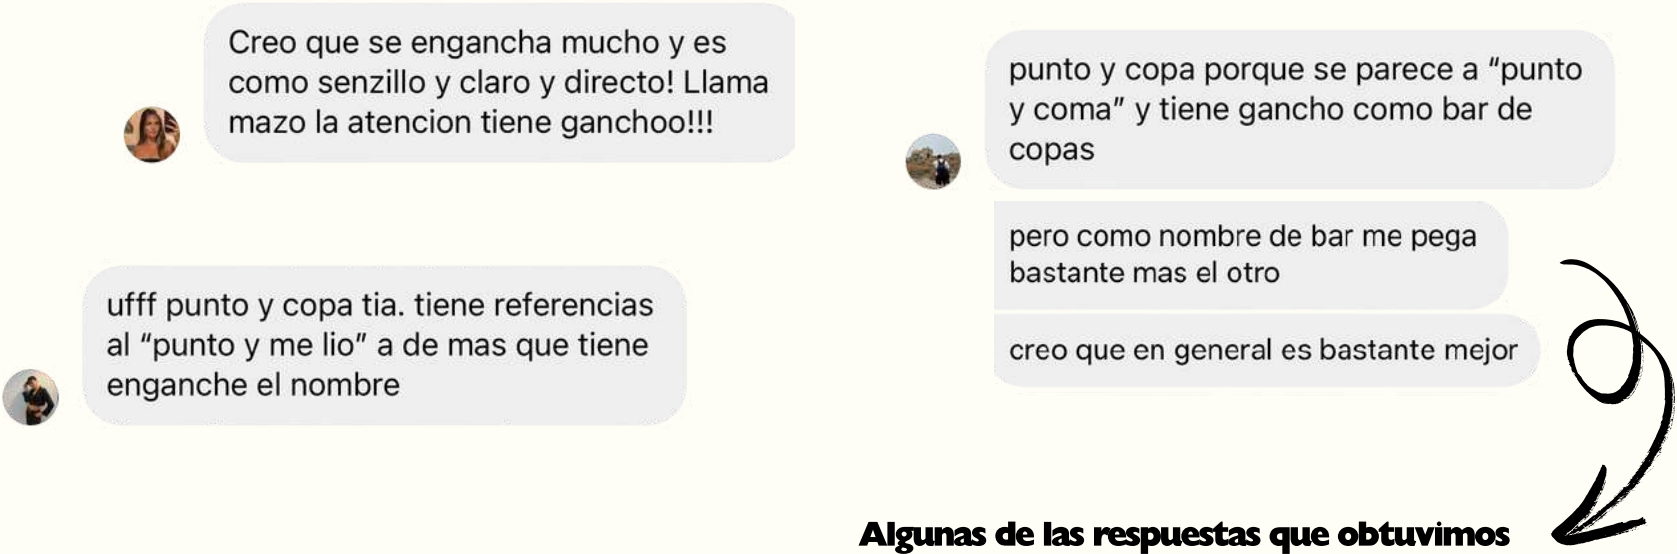 Creo que se engancha mucho y es
como senzillo y claro y directo! Llama
mazo la atencion tiene ganchoo!!!
ufff punto y copa tia. tiene referencias
al “punto y me lio” a de mas que tiene
enganche el nombre
punto y copa porque se parece a “punto
y coma” y tiene gancho como bar de
copas
pero como nombre de bar me pega
bastante mas el otro
creo que en general es bastante mejor
Algunas de las respuestas que obtuvimos